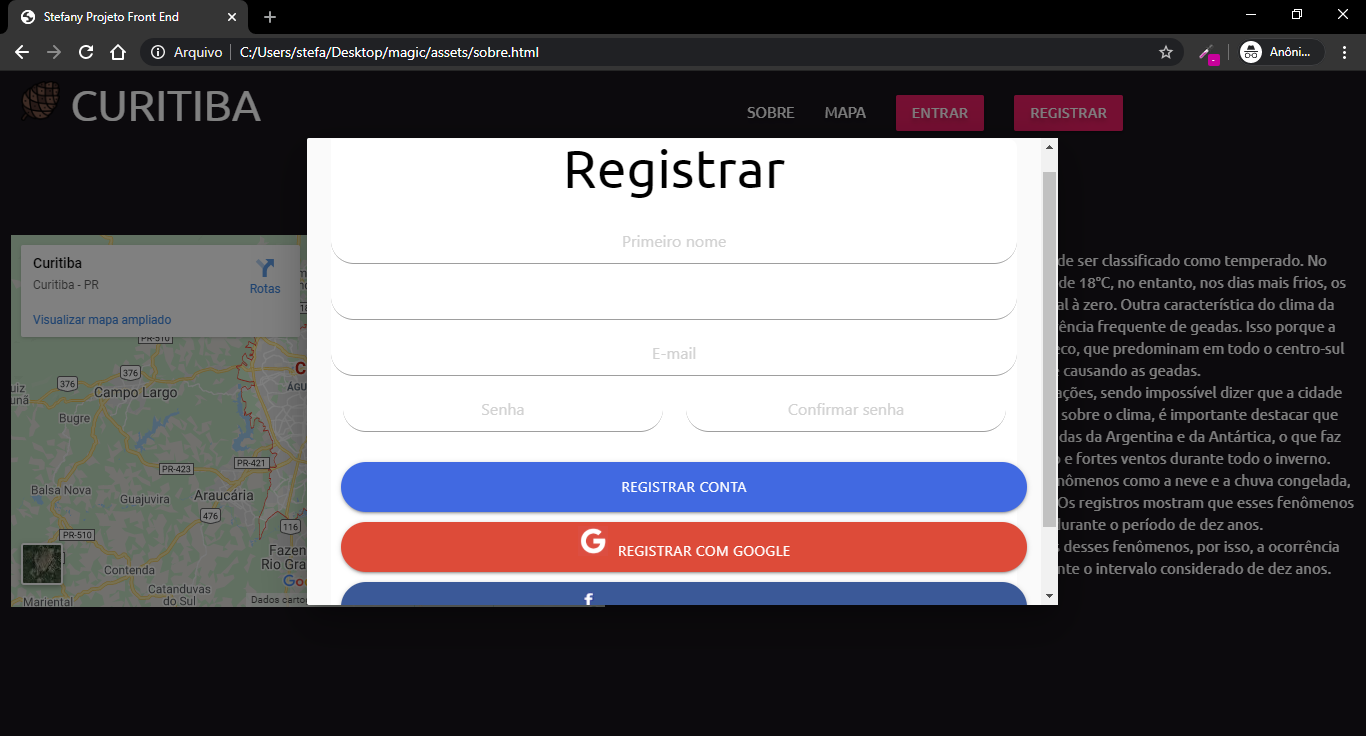 Stefany Projeto Front End
Arquivo
C:/Users/stefa/Desktop/magic/assets/sobre.html
Anôni...
CURITIBA
SOBRE
MAPA
ENTRAR
REGISTRAR
Registrar
Primeiro nome
E-mail
Senha
Confirmar senha
REGISTRAR CONTA
REGISTRAR COM GOOGLE
Curitiba
Curitiba - PR
Rotas
Visualizar mapa ampliado
PR-510
376
376
Campo Largo
Bugre
PR-423
PR-421
Balsa Nova
Guajuvira
Araucária
476
116
PR-510
Fazen
Rio Gra
Contenda
Catanduvas
do Sul
Mariental
Dados carto
de ser classificado como temperado. No
de 18°C, no entanto, nos dias mais frios, os
al à zero. Outra característica do clima da
ência frequente de geadas. Isso porque a
eco, que predominam em todo o centro-sul
causando as geadas.
ações, sendo impossível dizer que a cidade
sobre o clima, é importante destacar que
das da Argentina e da Antártica, o que faz
o e fortes ventos durante todo o inverno.
nômenos como a neve e a chuva congelada,
Os registros mostram que esses fenômenos
durante o período de dez anos.
s desses fenômenos, por isso, a ocorrência
nte o intervalo considerado de dez anos.